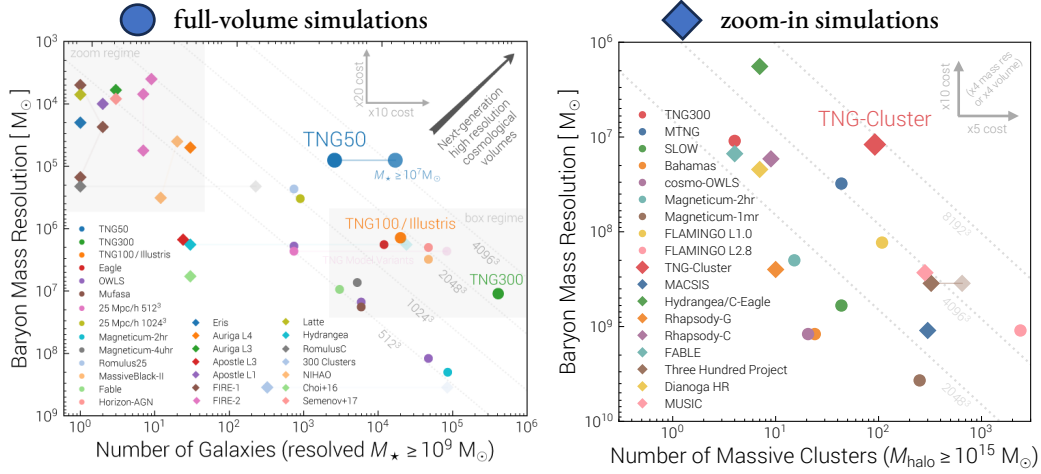 full-volume simulations
zoom-in simulations
10³
10⁴
10⁵
10⁶
10⁷
10⁸
10⁹
Baryon Mass Resolution [ M⊙ ]
zoom regime
x20 cost
x10 cost
Next-generation
high resolution
cosmological
volumes
TNG50
M⋆ ≥ 10⁷ M⊙
TNG100 / Illustris
box regime
TNG Model Variants
TNG300
4096³
2048³
1024³
512³
TNG50
TNG300
TNG100 / Illustris
Eagle
OWLS
Mufasa
25 Mpc/h 512³
25 Mpc/h 1024³
Magneticum-2hr
Magneticum-4uhr
Romulus25
MassiveBlack-II
Fable
Horizon-AGN
Eris
Auriga L4
Auriga L3
Apostle L3
Apostle L1
FIRE-1
FIRE-2
Latte
Hydrangea
RomulusC
300 Clusters
NIHAO
Choi+16
Semenov+17
10⁰
10¹
10²
10³
10⁴
10⁵
10⁶
Number of Galaxies (resolved M⋆ ≥ 10⁹ M⊙)
10⁶
10⁷
10⁸
10⁹
10¹⁰
Baryon Mass Resolution [ M⊙ ]
x10 cost
x5 cost
(x4 mass res
or x4 volume)
TNG-Cluster
8192³
4096³
2048³
TNG300
MTNG
SLOW
Bahamas
cosmo-OWLS
Magneticum-2hr
Magneticum-1mr
FLAMINGO L1.0
FLAMINGO L2.8
TNG-Cluster
MACSIS
Hydrangea/C-Eagle
Rhapsody-G
Rhapsody-C
FABLE
Three Hundred Project
Dianoga HR
MUSIC
10⁰
10¹
10²
10³
Number of Massive Clusters (Mhalo ≥ 10¹⁵ M⊙)